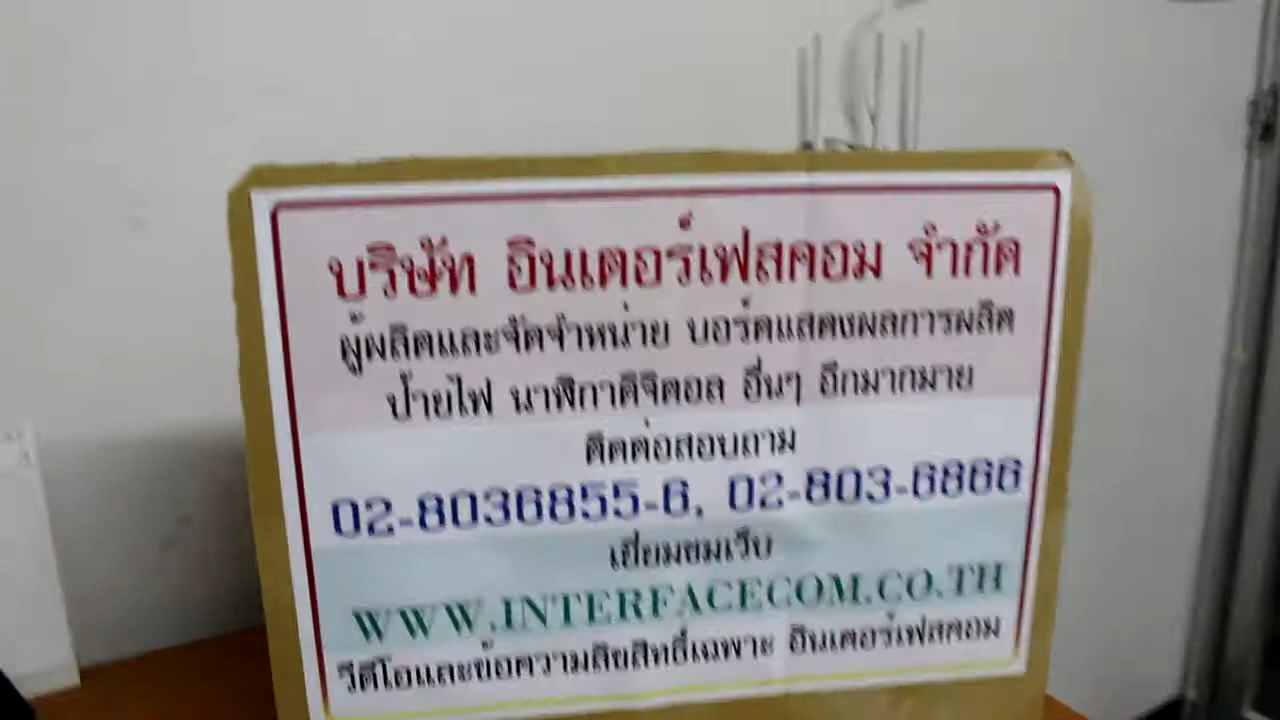 บริษัท อินเตอร์เฟสคอม จำกัด
ผู้ผลิตและจัดจำหน่าย บอร์ดแสดงผลการผลิต
ป้ายไฟ นาฬิกาดิจิตอล อื่นๆ อีกมากมาย
ติดต่อสอบถาม
02-8036855-6, 02-803-6866
เยี่ยมชมเว็บ
WWW.INTERFACECOM.CO.TH
วีดีโอและข้อความลิขสิทธิ์เฉพาะ อินเตอร์เฟสคอม